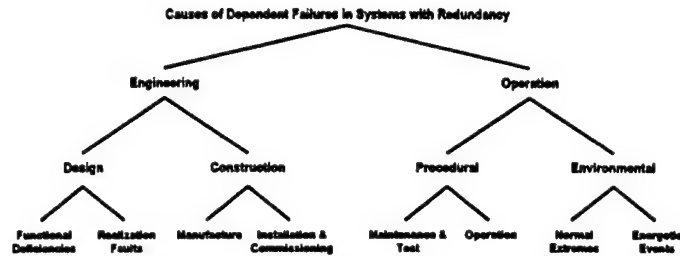 Causes of Dependent Failures in Systems with Redundancy
Engineering Operation
Design Construction Procedural Environmental
Functional Realization Manufacture Installation & Maintenance & Operation Normal Energetic
Deficiencies Faults Commissioning Test Extremes Events